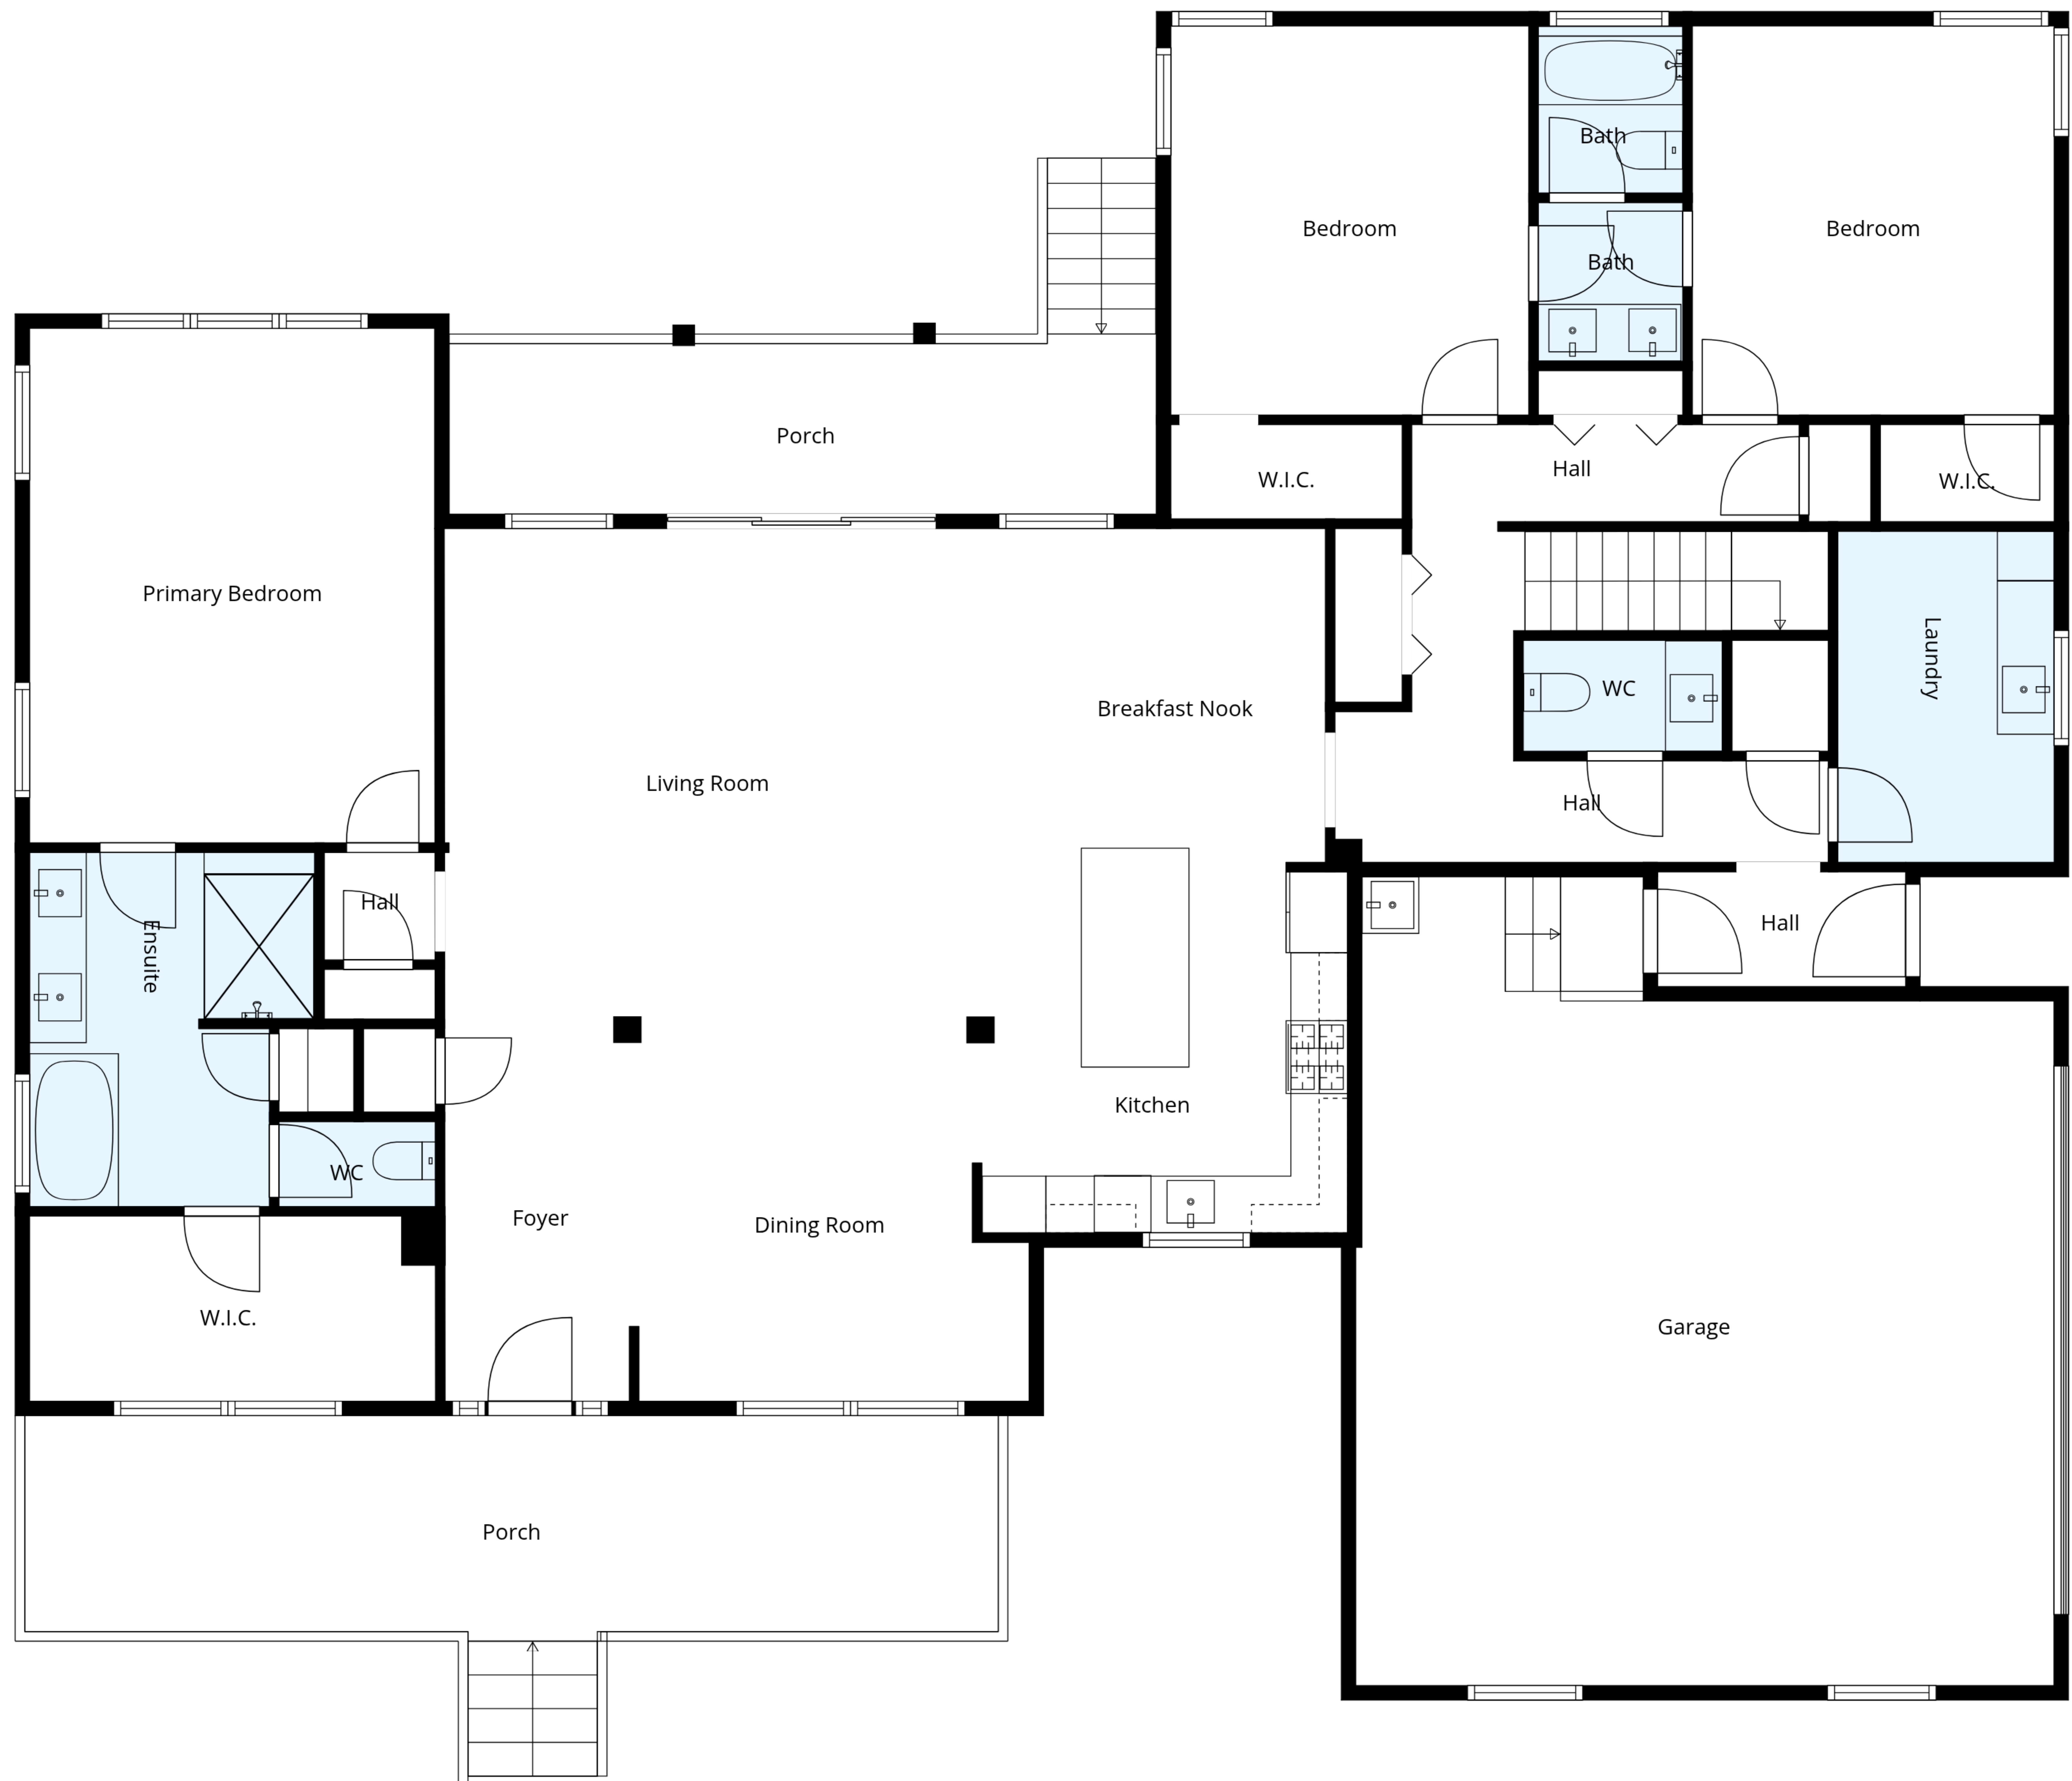 Bath
Bedroom
Bedroom
Bath
Porch
Hall
W.I.C.
W.I.C.
Primary Bedroom
Laundry
WC
Breakfast Nook
Living Room
Hall
Hall
Hall
Ensuite
Kitchen
WC
Foyer
Dining Room
W.I.C.
Garage
Porch